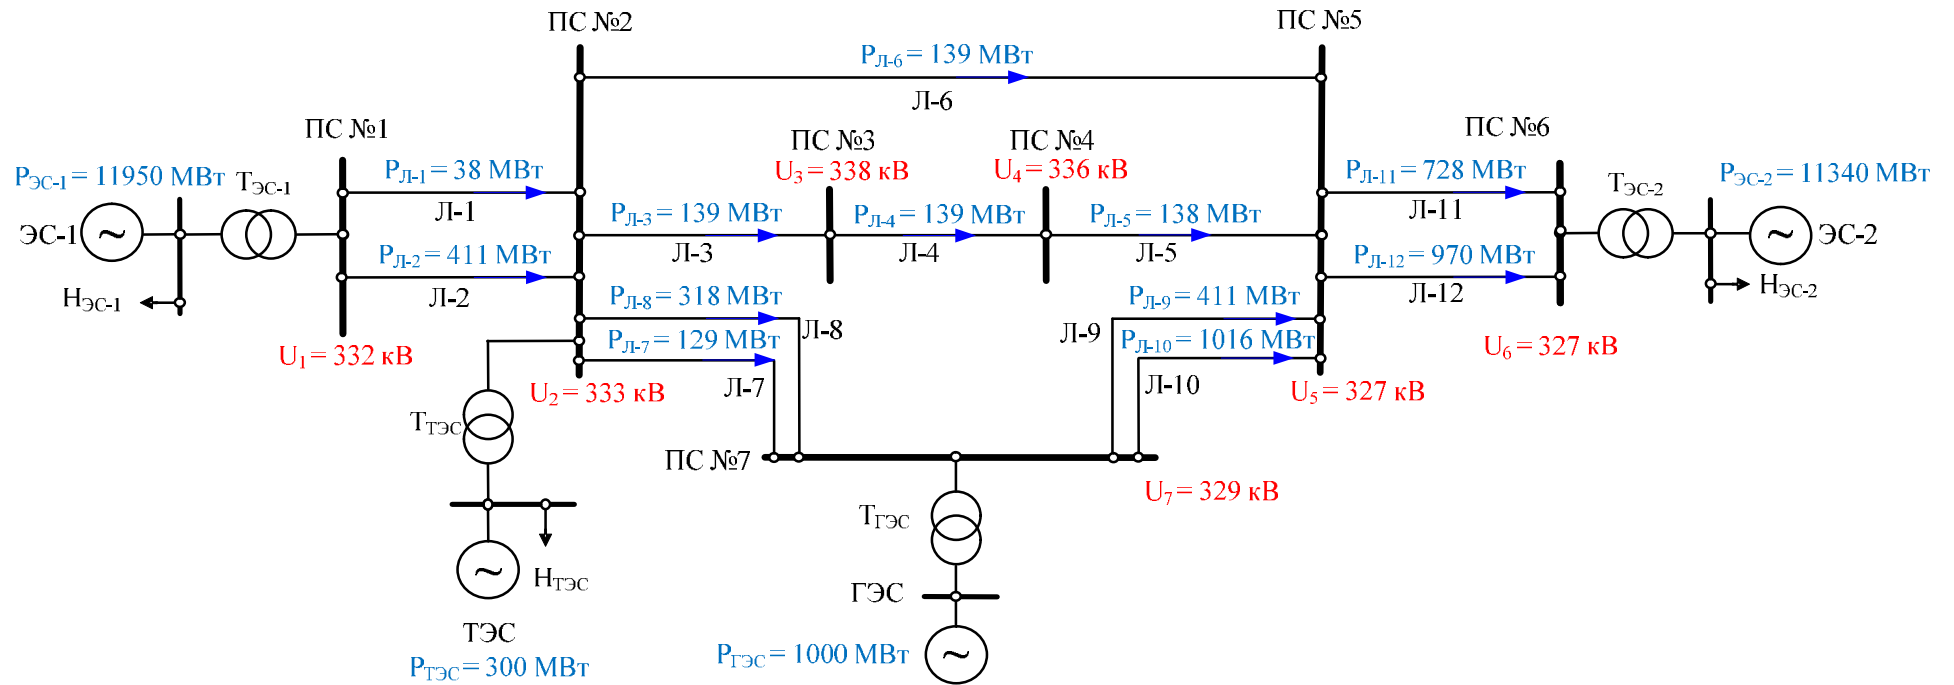 ПС №2
ПС №5
Pл-6 = 139 МВт
Л-6
ПС №1
ПС №3
ПС №4
ПС №6
U3 = 338 кВ
U4 = 336 кВ
PЭС-1 = 11950 МВт
TЭС-1
Pл-1 = 38 МВт
Л-1
Pл-11 = 728 МВт
Л-11
TЭС-2
PЭС-2 = 11340 МВт
ЭС-1
~
Pл-3 = 139 МВт
Л-3
Pл-4 = 139 МВт
Л-4
Pл-5 = 138 МВт
Л-5
~
ЭС-2
Pл-2 = 411 МВт
Л-2
Pл-12 = 970 МВт
Л-12
НЭС-1
НЭС-2
Pл-8 = 318 МВт
Л-8
Pл-9 = 411 МВт
Л-9
U1 = 332 кВ
Pл-7 = 129 МВт
Л-7
Pл-10 = 1016 МВт
Л-10
U6 = 327 кВ
U2 = 333 кВ
U5 = 327 кВ
TТЭС
ПС №7
U7 = 329 кВ
TГЭС
~
НТЭС
ГЭС
ТЭС
PТЭС = 300 МВт
PГЭС = 1000 МВт
~